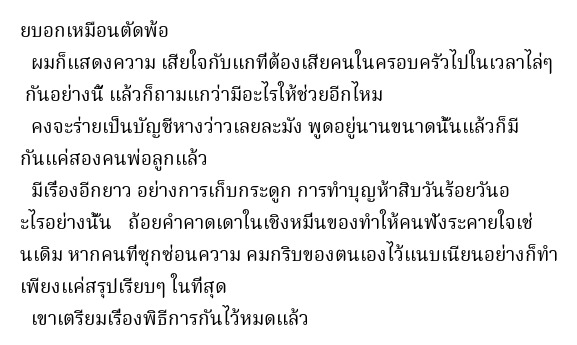 ยบอกเหมือนตัดพ้อ
ผมก็แสดงความ เสียใจกับแกที่ต้องเสียคนในครอบครัวไปในเวลาไล่ๆ
กันอย่างนี้ แล้วก็ถามแกว่ามีอะไรให้ช่วยอีกไหม
คงจะร่ายเป็นบัญชีหางว่าวเลยละมัง พูดอยู่นานขนาดนั้นแล้วก็มี
กันแค่สองคนพ่อลูกแล้ว
มีเรื่องอีกยาว อย่างการเก็บกระดูก การทำบุญห้าสิบวันร้อยวันอ
ะไรอย่างนั้น ถ้อยคำคาดเดาในเชิงหมิ่นของทำให้คนฟังระคายใจเช่
นเดิม หากคนที่ซุกซ่อนความ คมกริบของตนเองไว้แนบเนียนอย่างก็ทำ
เพียงแค่สรุปเรียบๆ ในที่สุด
เขาเตรียมเรื่องพิธีการกันไว้หมดแล้ว